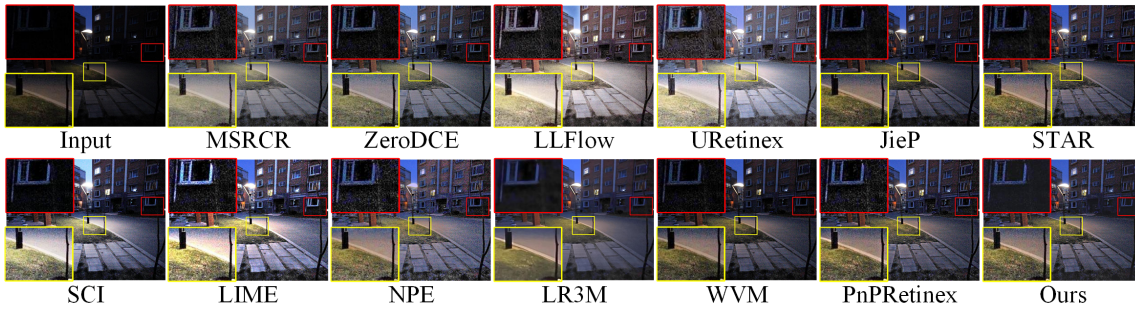 Input MSRCR ZeroDCE LLFlow URetinex JieP STAR
SCI LIME NPE LR3M WVM PnPRetinex Ours